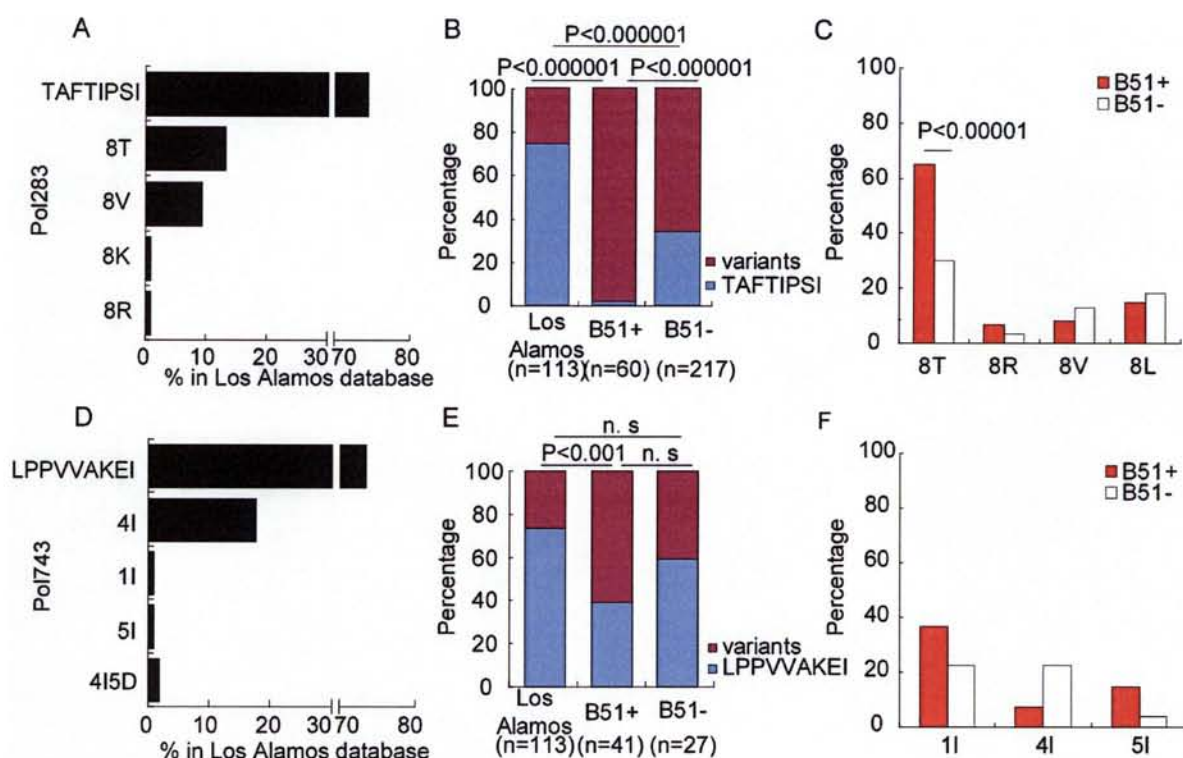 A
Pol283
TAFTIPSI
8T
8V
8K
8R
0 10 20 30 70 80
% in Los Alamos database
B
P<0.000001
P<0.000001 P<0.000001
Percentage
100
80
60
40
20
0
variants
TAFTIPSI
Los Alamos B51+ B51-
(n=113) (n=60) (n=217)
C
Percentage
100
80
60
40
20
0
B51+
B51-
P<0.00001
8T 8R 8V 8L
D
Pol743
LPPVVAKEI
4I
1I
5I
4I5D
0 10 20 30 70 80
% in Los Alamos database
E
n. s
P<0.001 n. s
Percentage
100
80
60
40
20
0
variants
LPPVVAKEI
Los Alamos B51+ B51-
(n=113) (n=41) (n=27)
F
Percentage
100
80
60
40
20
0
B51+
B51-
1I 4I 5I